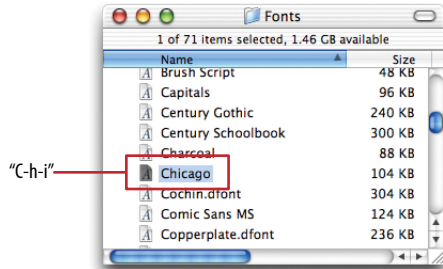 Fonts
1 of 71 items selected, 1.46 GB available
Name Size
Brush Script 48 KB
Capitals 96 KB
Century Gothic 240 KB
Century Schoolbook 300 KB
Charcoal 88 KB
"C-h-i" Chicago 104 KB
Cochin.dfont 304 KB
Comic Sans MS 124 KB
Copperplate.dfont 236 KB